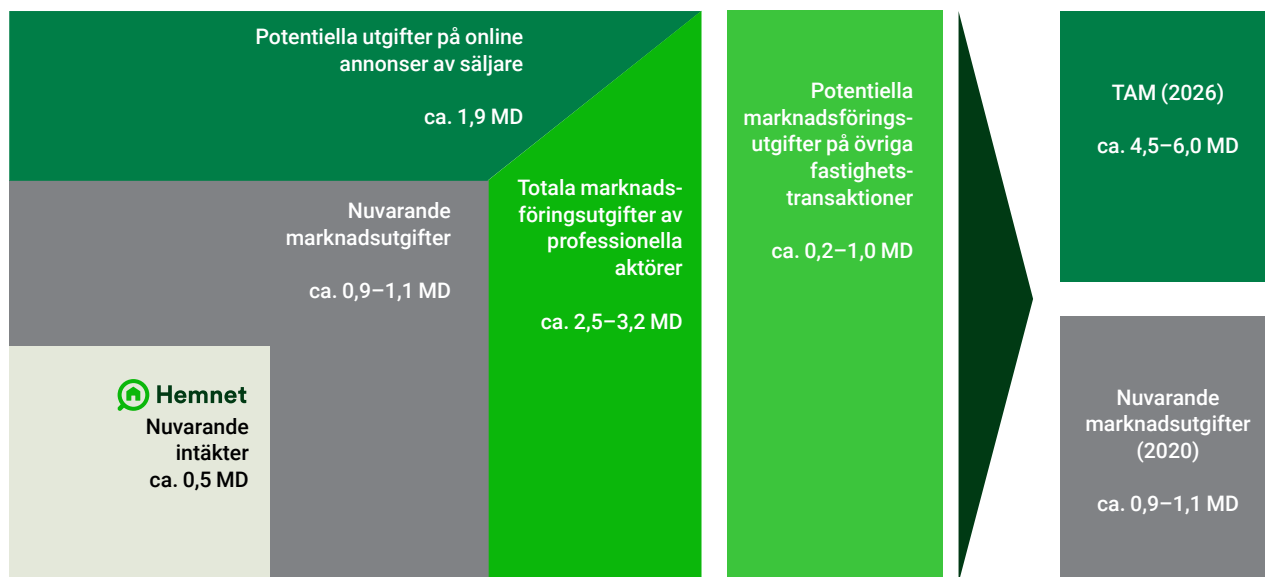 Potentiella utgifter på online
annonser av säljare
ca. 1,9 MD
Nuvarande
marknadsutgifter
ca. 0,9–1,1 MD
Hemnet
Nuvarande
intäkter
ca. 0,5 MD
Totala marknads-
föringsutgifter av
professionella
aktörer
ca. 2,5–3,2 MD
Potentiella
marknadsförings-
utgifter på övriga
fastighets-
transaktioner
ca. 0,2–1,0 MD
TAM (2026)
ca. 4,5–6,0 MD
Nuvarande
marknadsutgifter
(2020)
ca. 0,9–1,1 MD